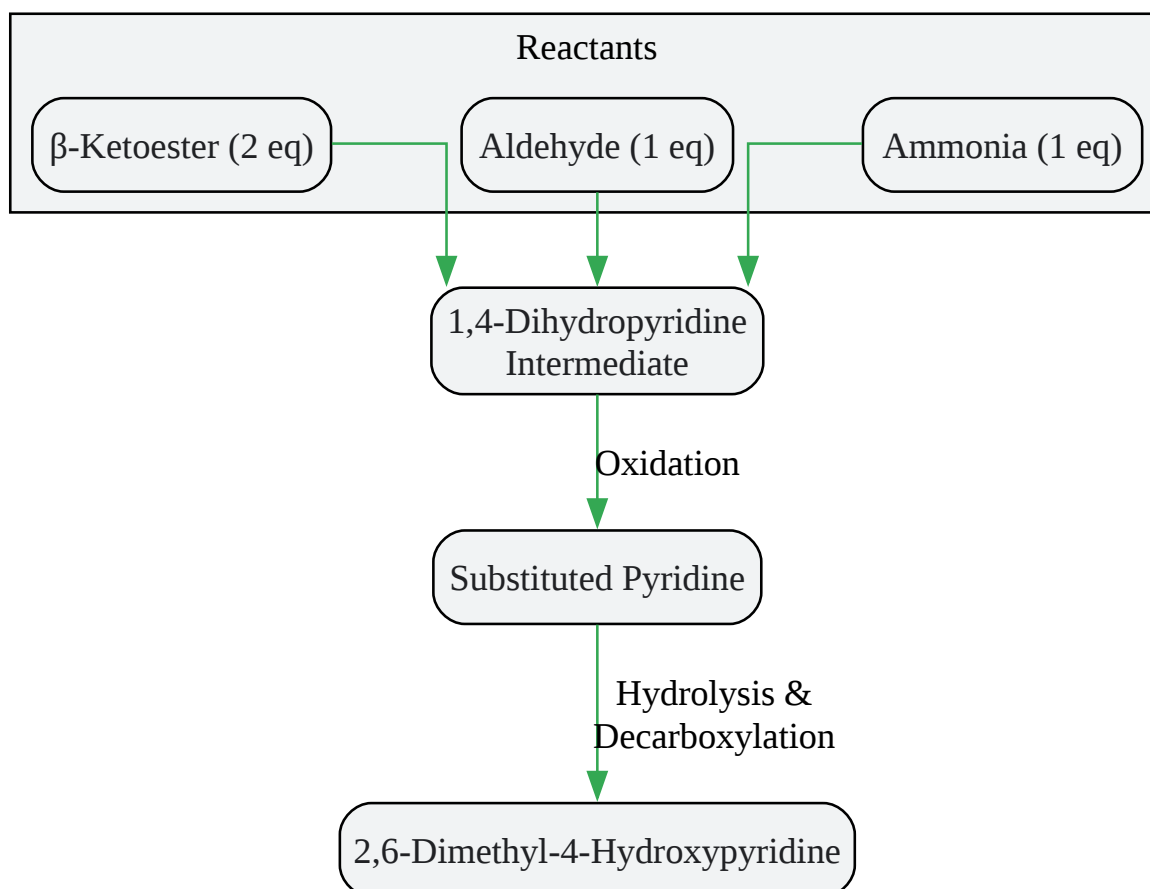 Reactants
β-Ketoester (2 eq)
Aldehyde (1 eq)
Ammonia (1 eq)
1,4-Dihydropyridine
Intermediate
Oxidation
Substituted Pyridine
Hydrolysis &
Decarboxylation
2,6-Dimethyl-4-Hydroxypyridine